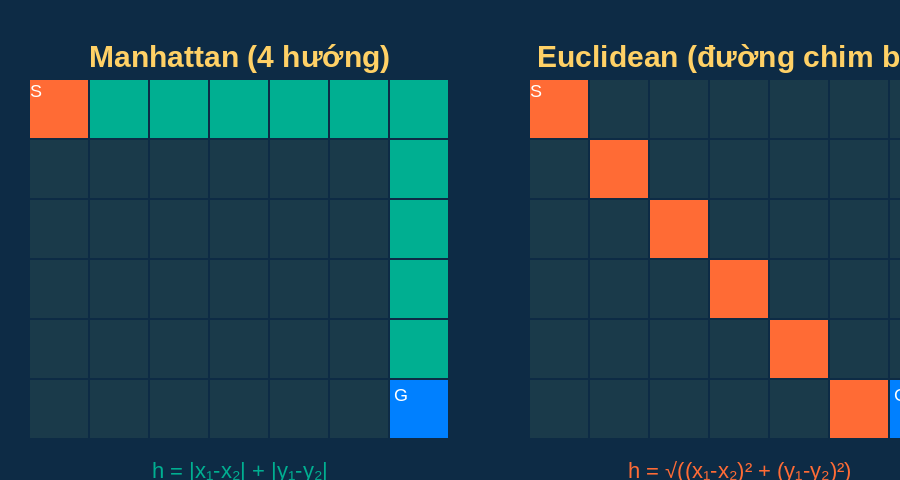 Manhattan (4 hướng)
S
G
h = |x₁-x₂| + |y₁-y₂|
Euclidean (đường chim
S
h = √((x₁-x₂)² + (y₁-y₂)²)